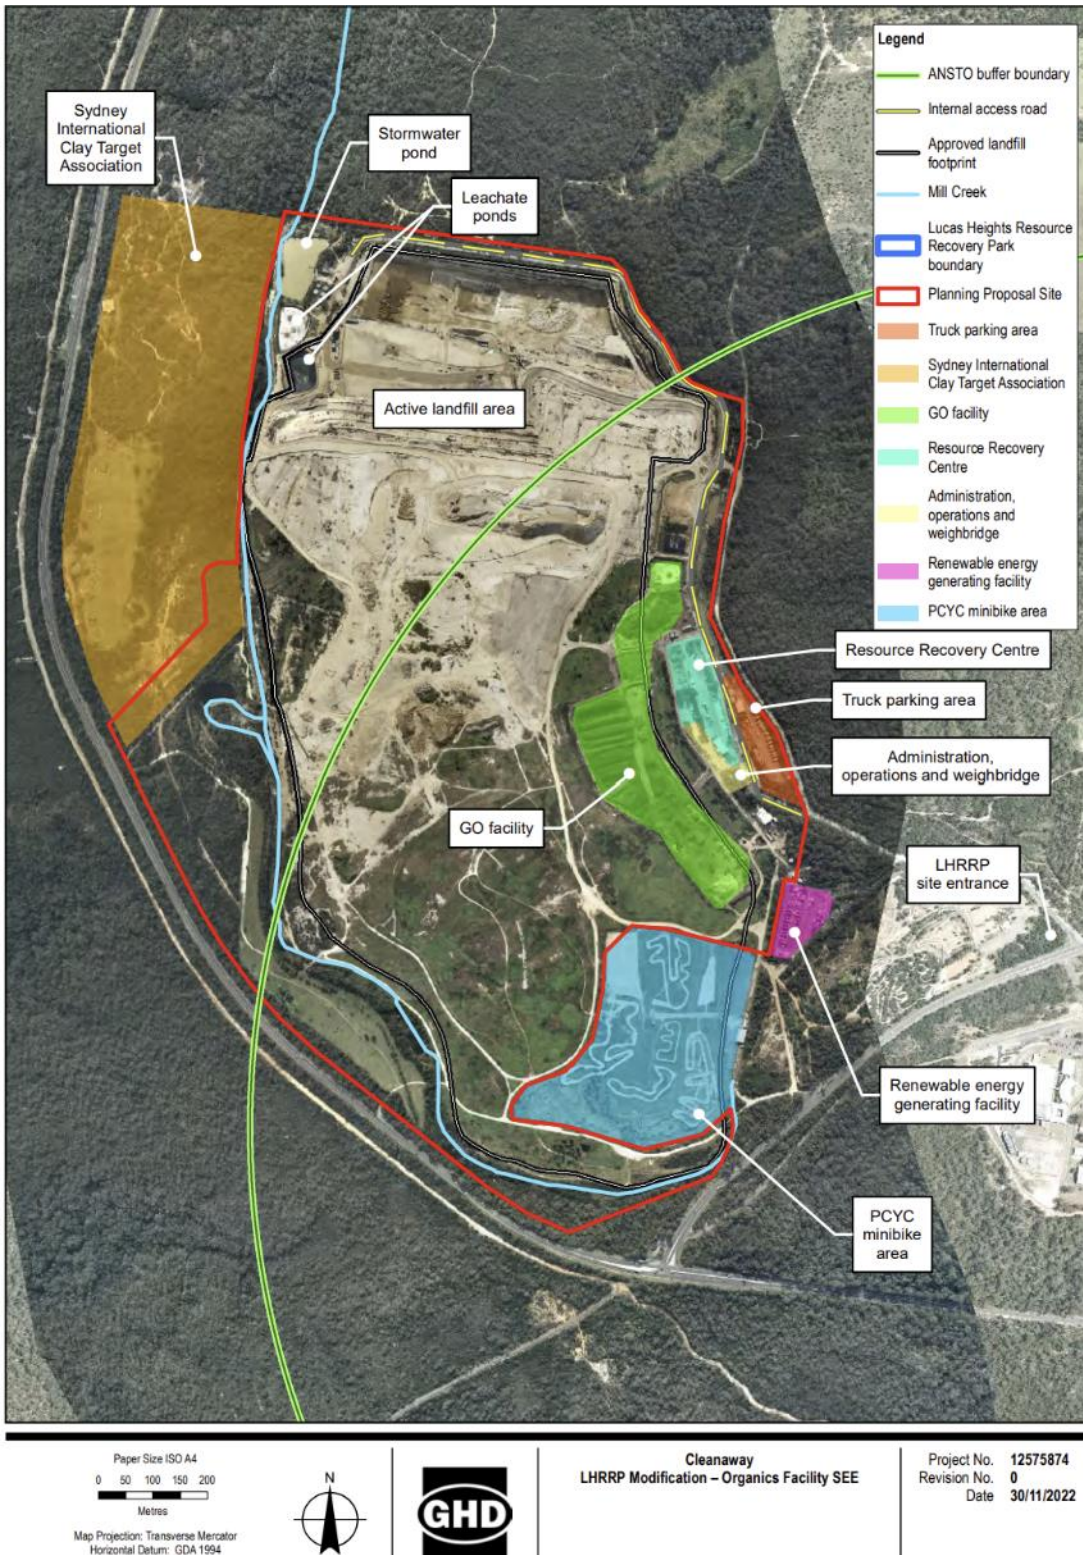 Legend
ANSTO buffer boundary
Internal access road
Approved landfill
footprint
Mill Creek
Lucas Heights Resource
Recovery Park
boundary
Planning Proposal Site
Truck parking area
Sydney International
Clay Target Association
GO facility
Resource Recovery
Centre
Administration,
operations and
weighbridge
Renewable energy
generating facility
PCYC minibike area
Sydney
International
Clay Target
Association
Stormwater
pond
Leachate
ponds
Active landfill area
Resource Recovery Centre
Truck parking area
Administration,
operations and weighbridge
GO facility
LHRRP
site entrance
Renewable energy
generating facility
PCYC
minibike
area
Paper Size ISO A4
0 50 100 150 200
Metres
Map Projection: Transverse Mercator
Horizontal Datum: GDA 1994
N
GHD
Cleanaway
LHRRP Modification – Organics Facility SEE
Project No. 12575874
Revision No. 0
Date 30/11/2022